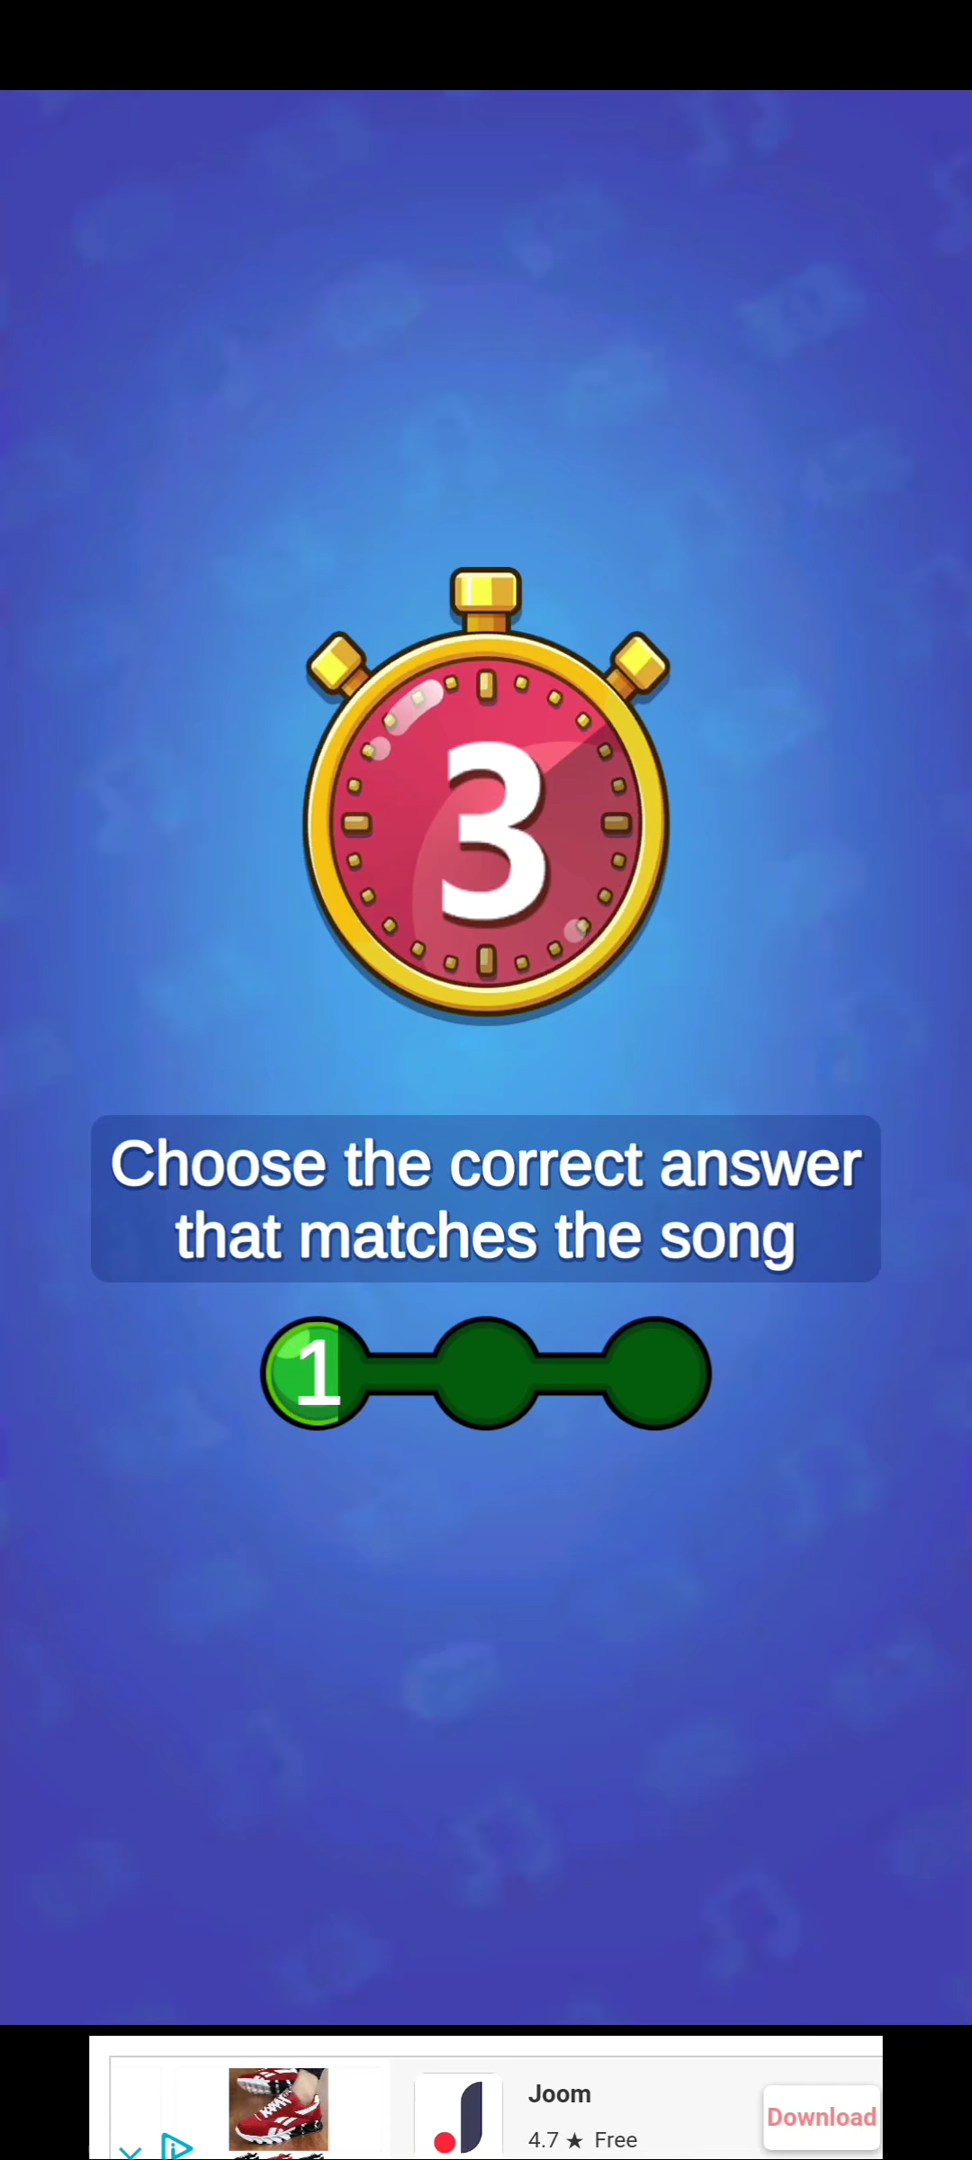 3
Choose the correct answer
that matches the song
1
Joom
4.7 ★ Free
Download